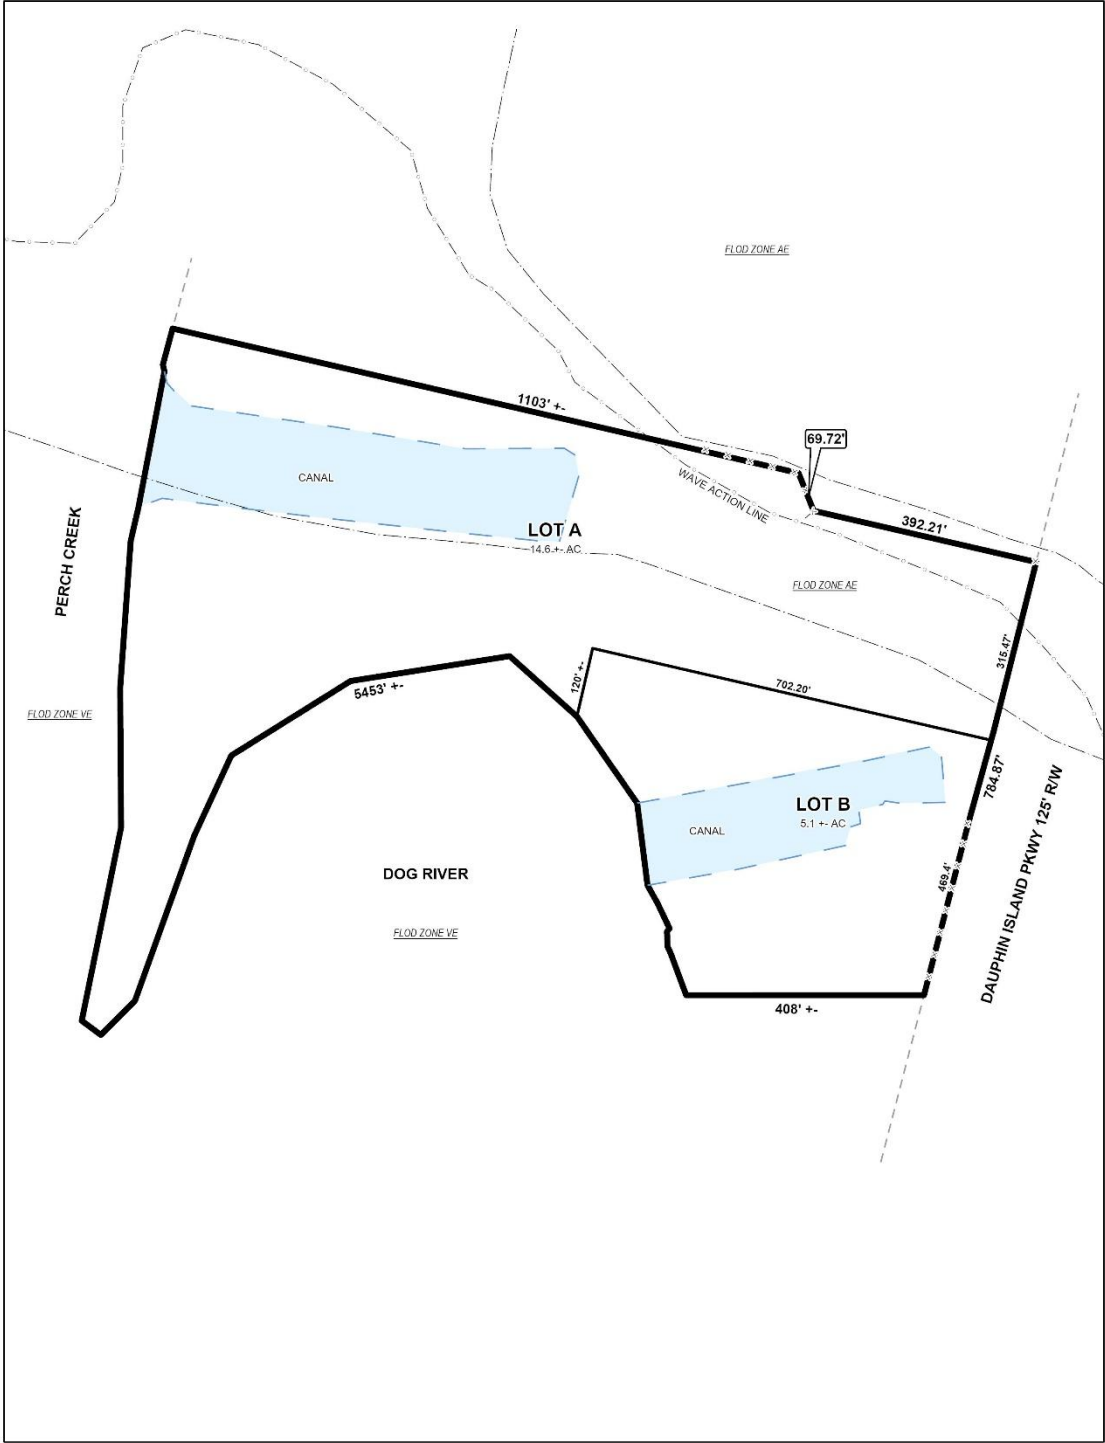 FLOD ZONE AE
1103' +-
69.72'
CANAL
WAVE ACTION LINE
392.21'
LOT A
14.6 +- AC
PERCH CREEK
FLOD ZONE AE
315.47'
120' +-
702.20'
5453' +-
FLOD ZONE VE
784.87'
LOT B
5.1 +- AC
CANAL
DOG RIVER
469.4'
DAUPHIN ISLAND PKWY 125' R/W
FLOD ZONE VE
408' +-